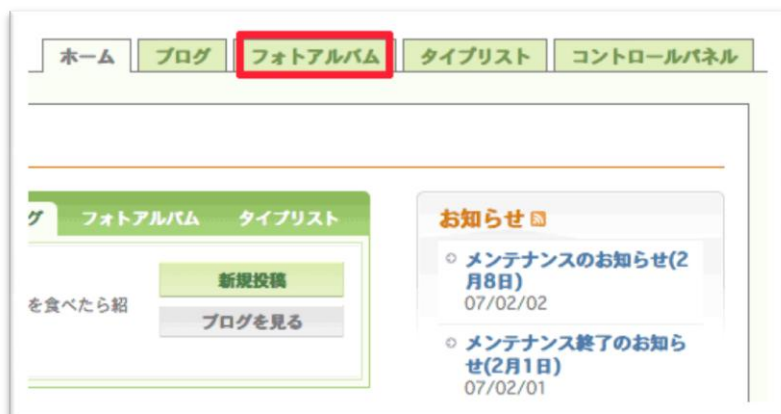 ホーム ブログ フォトアルバム タイプリスト コントロールパネル
グ フォトアルバム タイプリスト
新規投稿
を食べたら紹
ブログを見る
お知らせ
メンテナンスのお知らせ(2
月8日)
07/02/02
メンテナンス終了のお知ら
せ(2月1日)
07/02/01